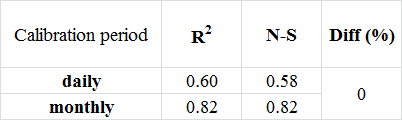 Calibration period R² N-S Diff (%)
daily 0.60 0.58 0
monthly 0.82 0.82